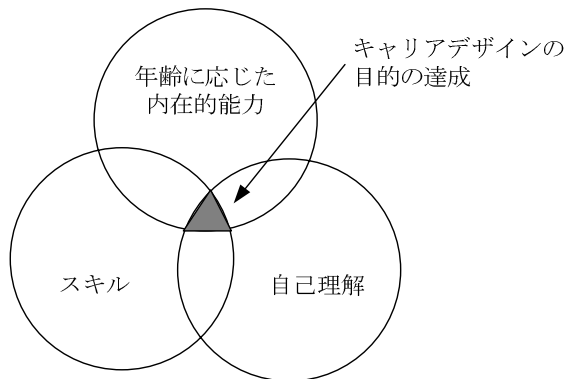 年齢に応じた
内在的能力
キャリアデザインの
目的の達成
スキル
自己理解